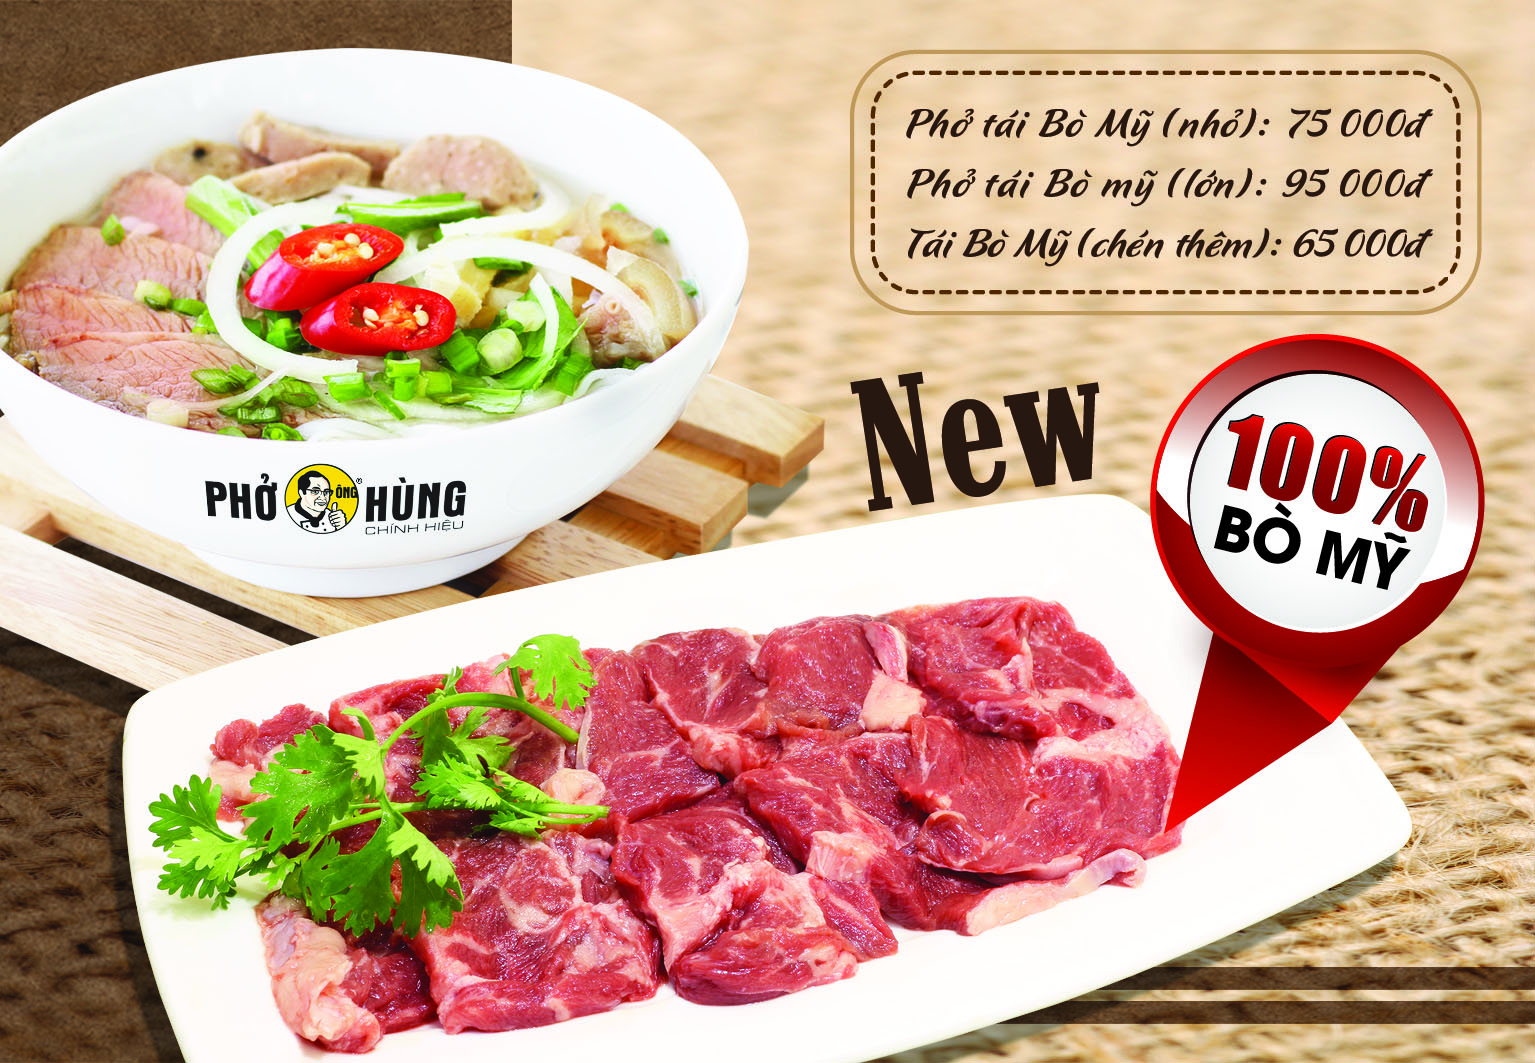 Phở tái Bò Mỹ (nhỏ): 75 000đ
Phở tái Bò mỹ (lớn): 95 000đ
Tái Bò Mỹ (chén thêm): 65 000đ
New
100%
BÒ MỸ
PHỞ ÔNG® HÙNG
CHÍNH HIỆU